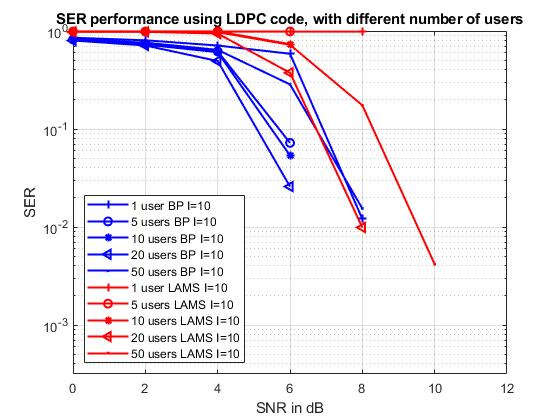 SER performance using LDPC code, with different number of users
10^0
10^-1
10^-2
10^-3
SER
1 user BP I=10
5 users BP I=10
10 users BP I=10
20 users BP I=10
50 users BP I=10
1 user LAMS I=10
5 users LAMS I=10
10 users LAMS I=10
20 users LAMS I=10
50 users LAMS I=10
0 2 4 6 8 10 12
SNR in dB